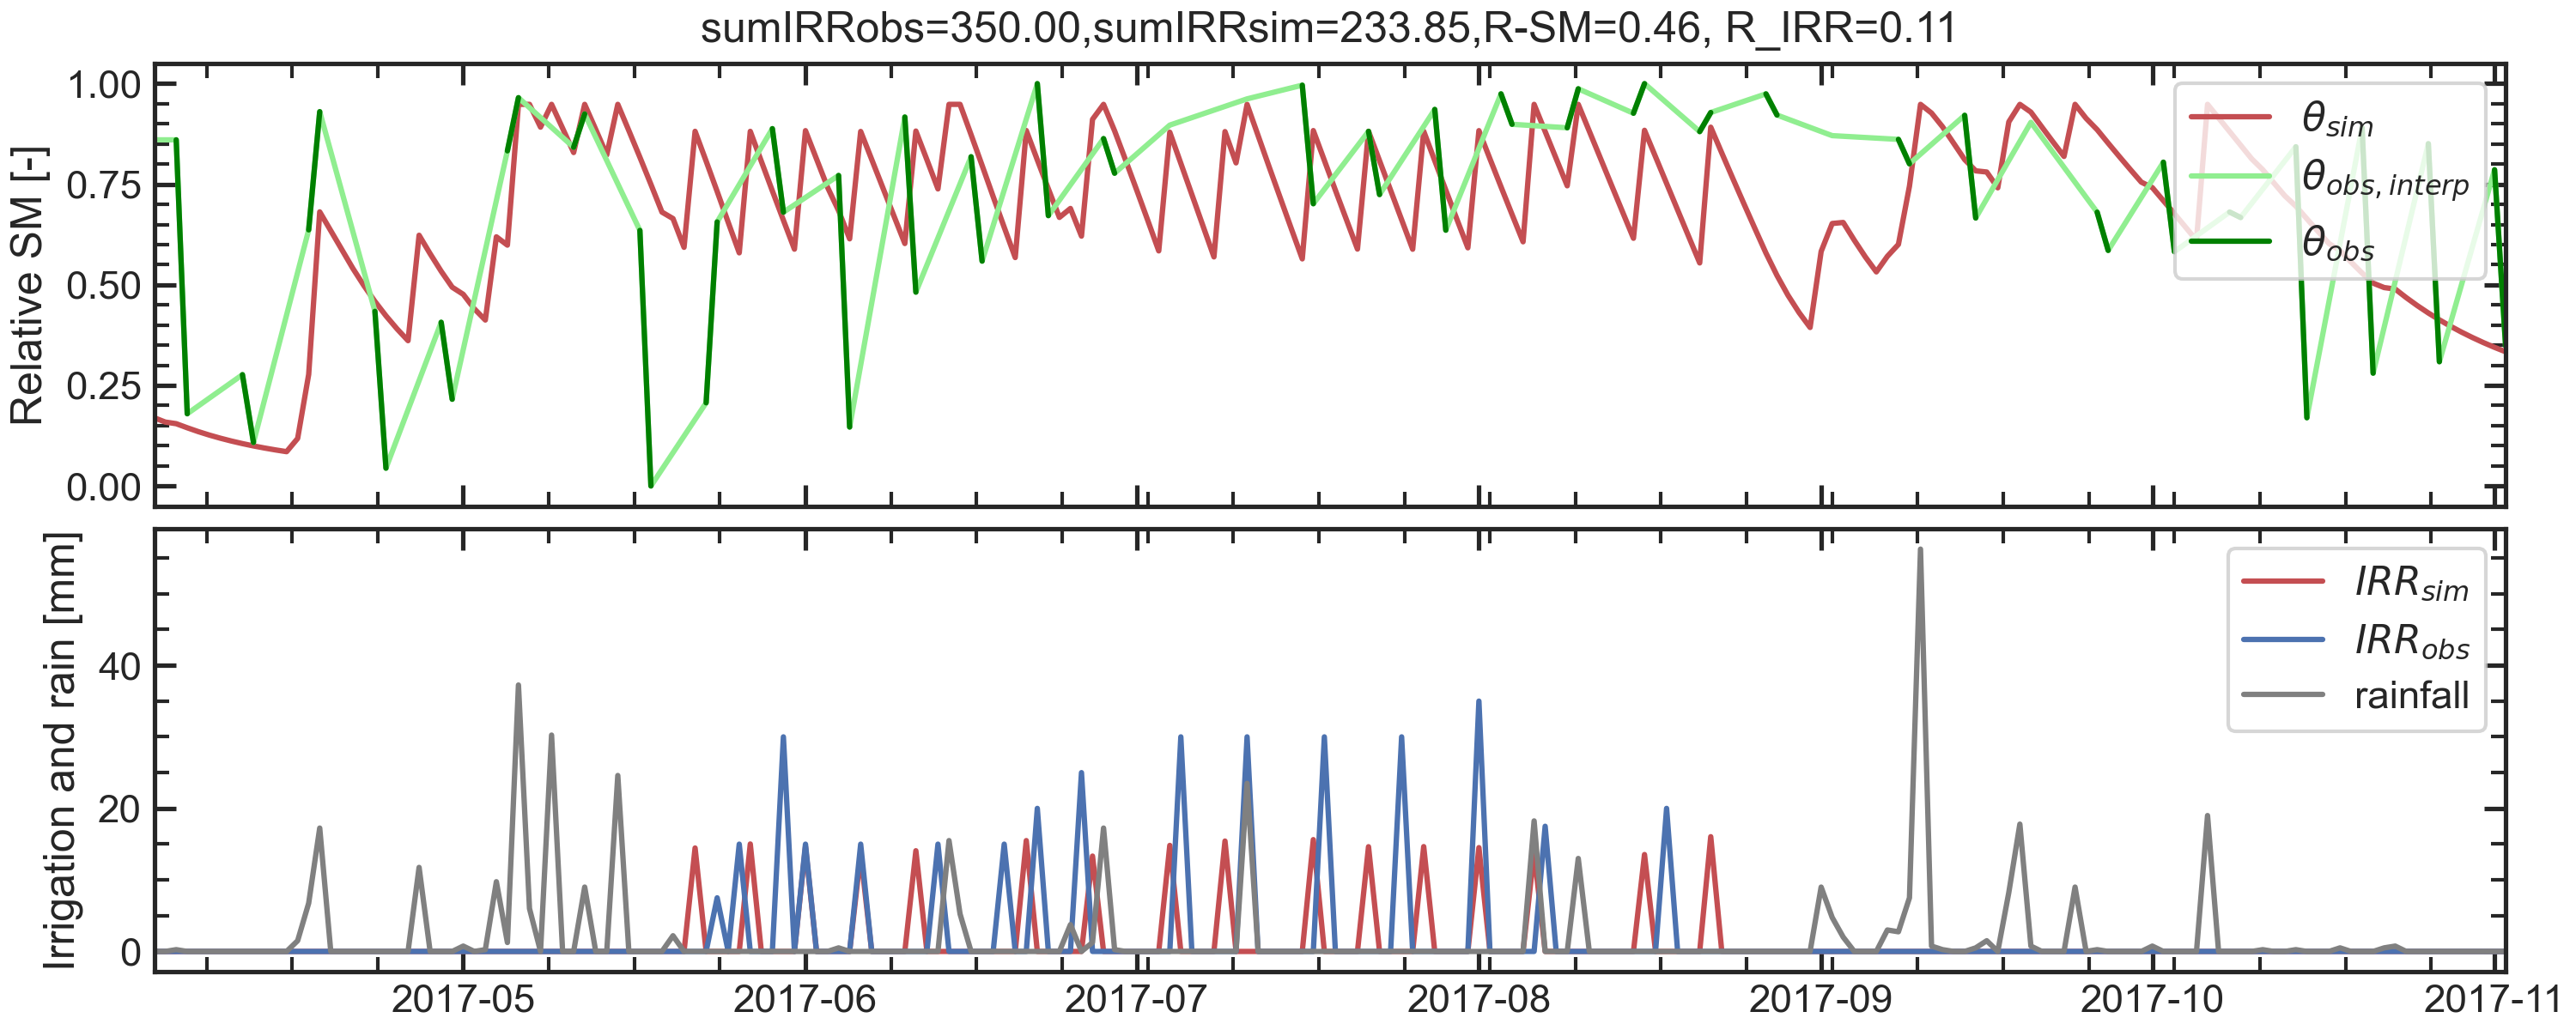 sumIRRobs=350.00,sumIRRsim=233.85,R-SM=0.46, R_IRR=0.11
Relative SM [-]
1.00
0.75
0.50
0.25
0.00
θsim
θobs, interp
θobs
Irrigation and rain [mm]
40
20
0
IRRsim
IRRobs
rainfall
2017-05 2017-06 2017-07 2017-08 2017-09 2017-10 2017-11